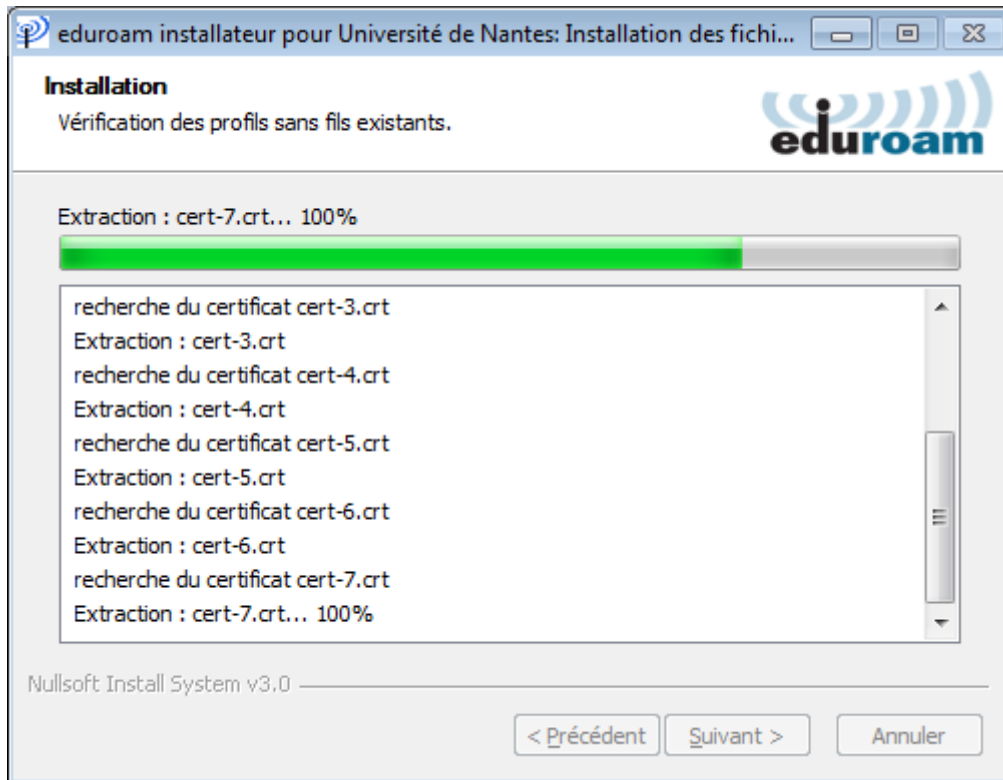 eduroam installateur pour Université de Nantes: Installation des fichi...
Installation
Vérification des profils sans fils existants.
eduroam
Extraction : cert-7.crt... 100%
recherche du certificat cert-3.crt
Extraction : cert-3.crt
recherche du certificat cert-4.crt
Extraction : cert-4.crt
recherche du certificat cert-5.crt
Extraction : cert-5.crt
recherche du certificat cert-6.crt
Extraction : cert-6.crt
recherche du certificat cert-7.crt
Extraction : cert-7.crt... 100%
Nullsoft Install System v3.0
< Précédent
Suivant >
Annuler